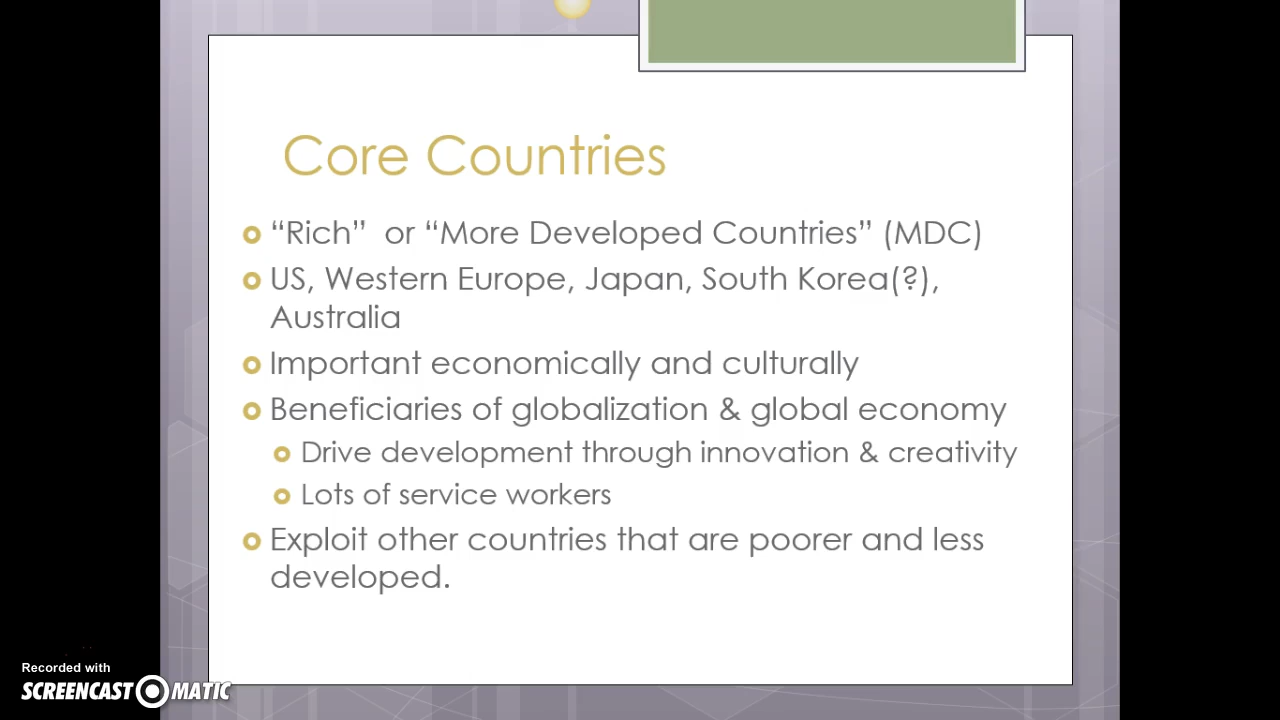 Core Countries
“Rich”  or “More Developed Countries” (MDC)
US, Western Europe, Japan, South Korea(?),
Australia
Important economically and culturally
Beneficiaries of globalization & global economy
Drive development through innovation & creativity
Lots of service workers
Exploit other countries that are poorer and less
developed.
Recorded with
SCREENCAST MATIC